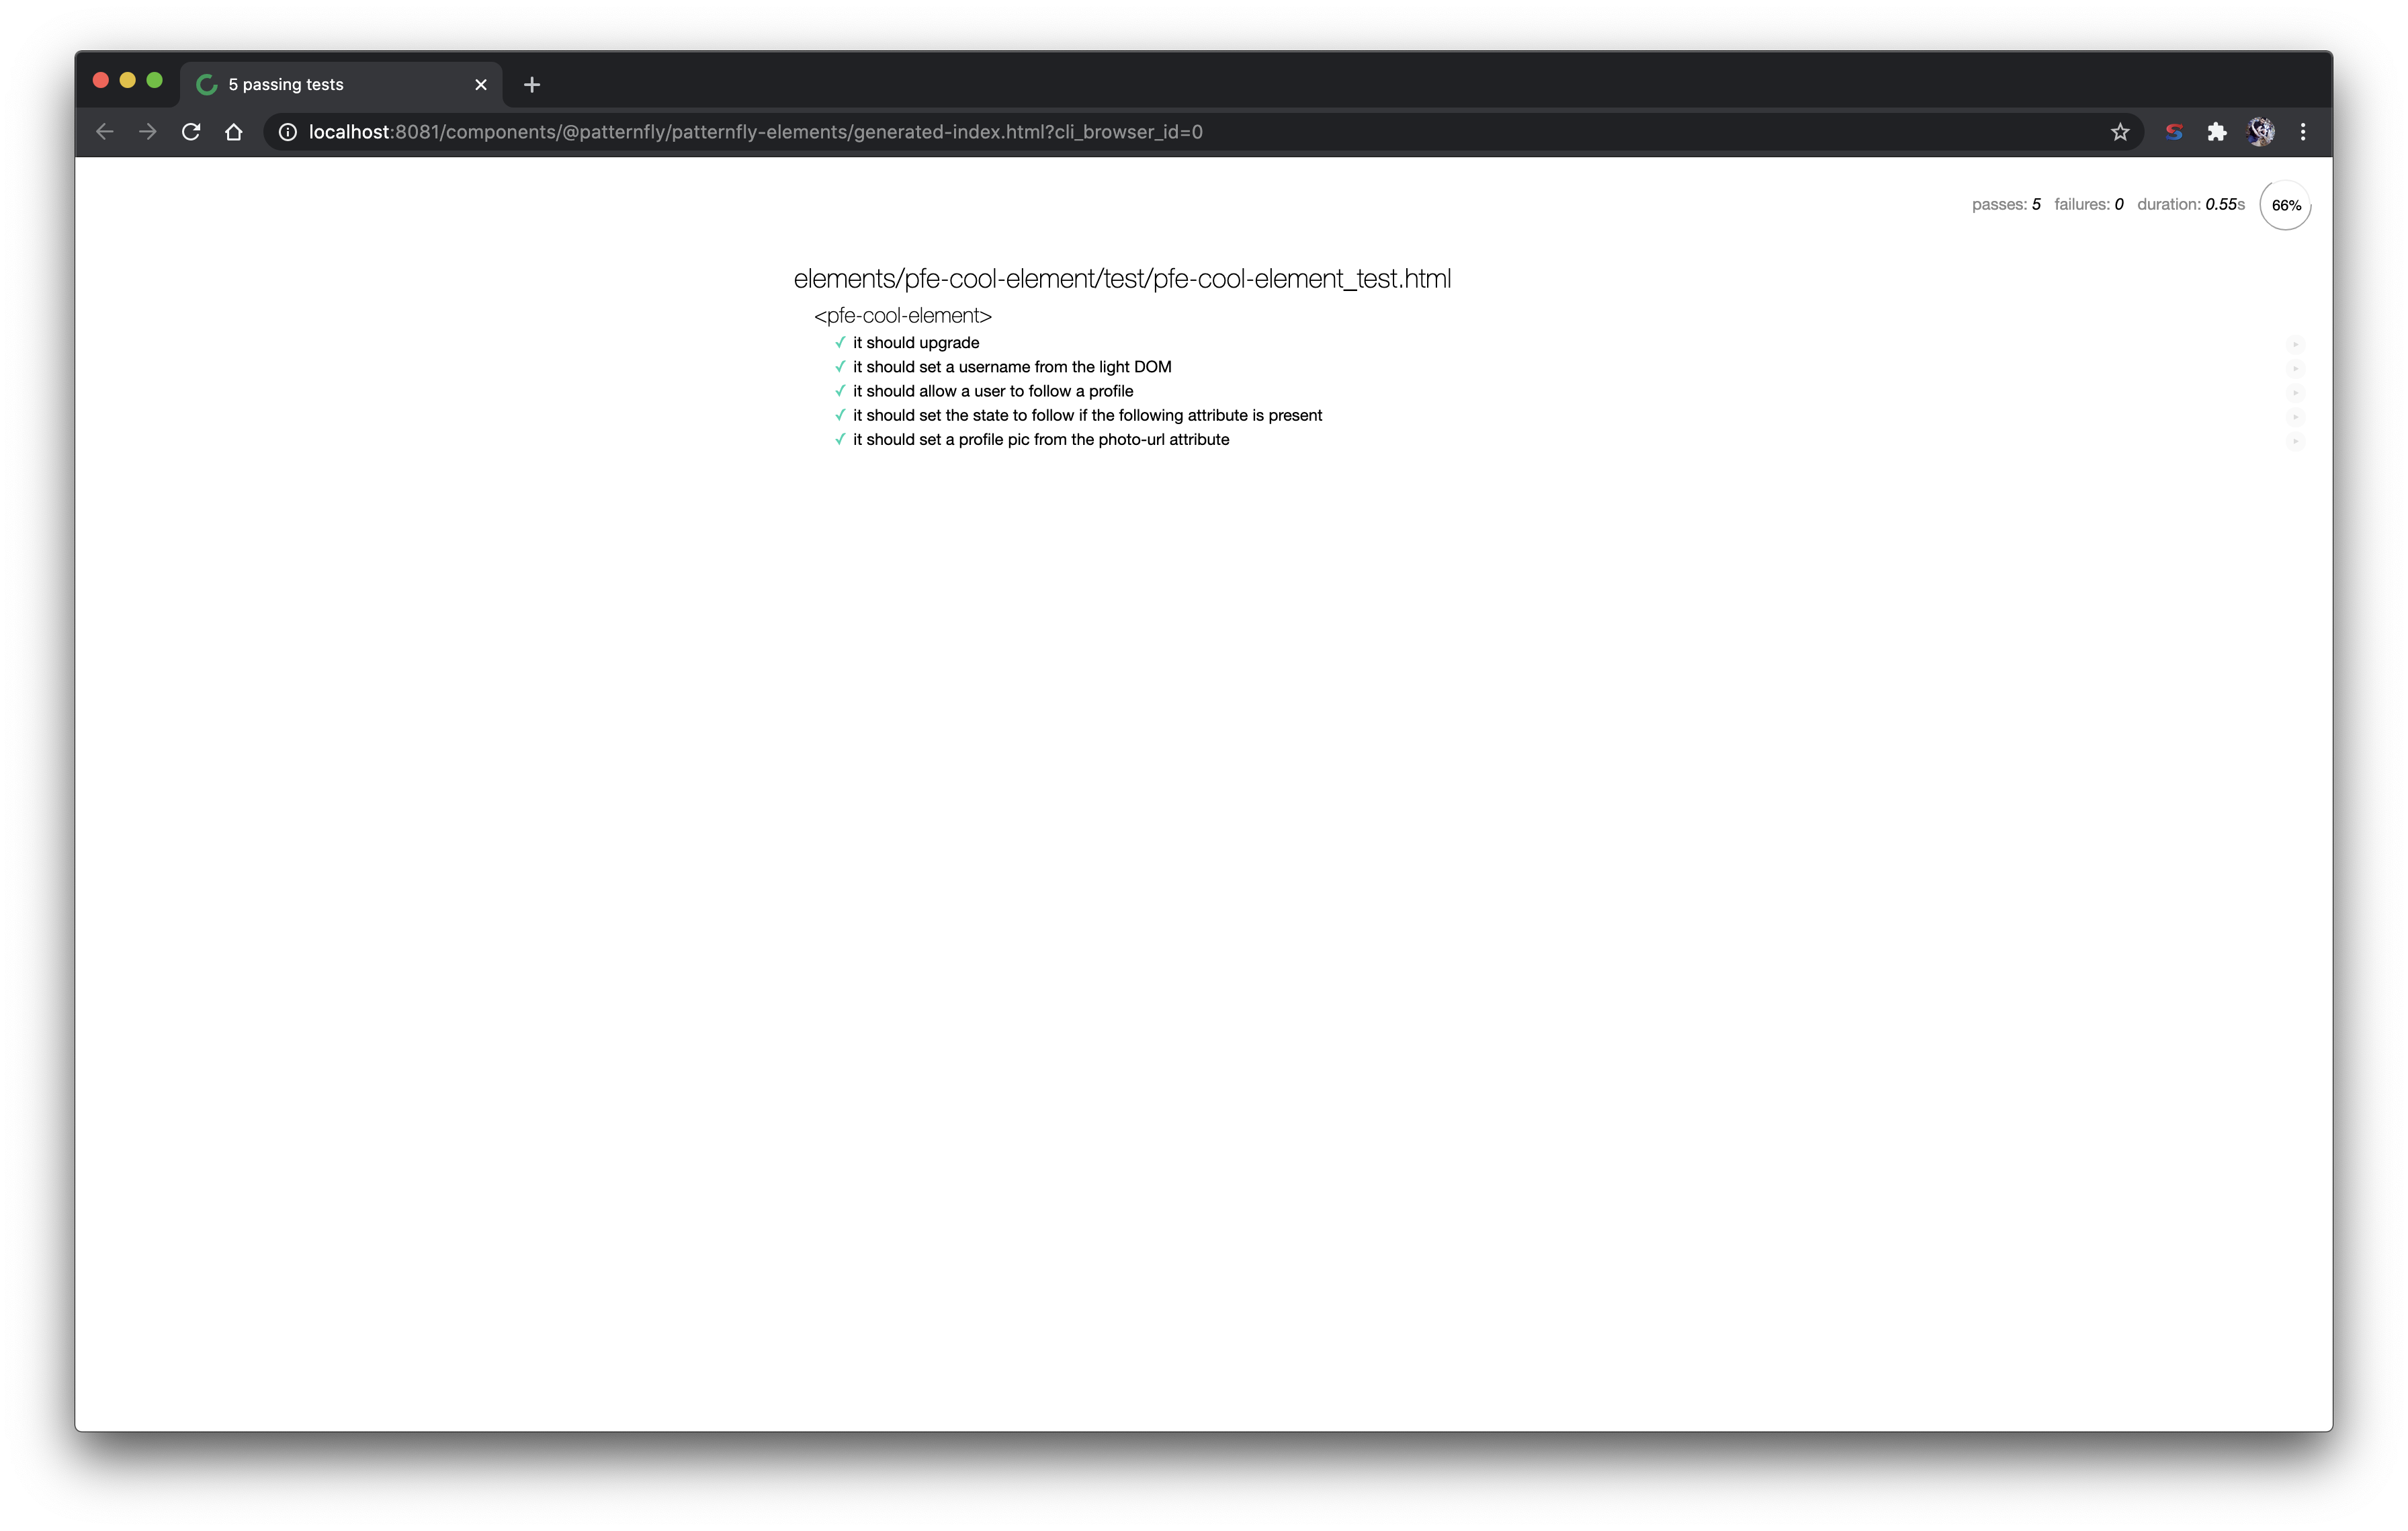 5 passing tests
localhost:8081/components/@patternfly/patternfly-elements/generated-index.html?cli_browser_id=0
passes: 5 failures: 0 duration: 0.55s 66%
elements/pfe-cool-element/test/pfe-cool-element_test.html
<pfe-cool-element>
✓ it should upgrade
✓ it should set a username from the light DOM
✓ it should allow a user to follow a profile
✓ it should set the state to follow if the following attribute is present
✓ it should set a profile pic from the photo-url attribute